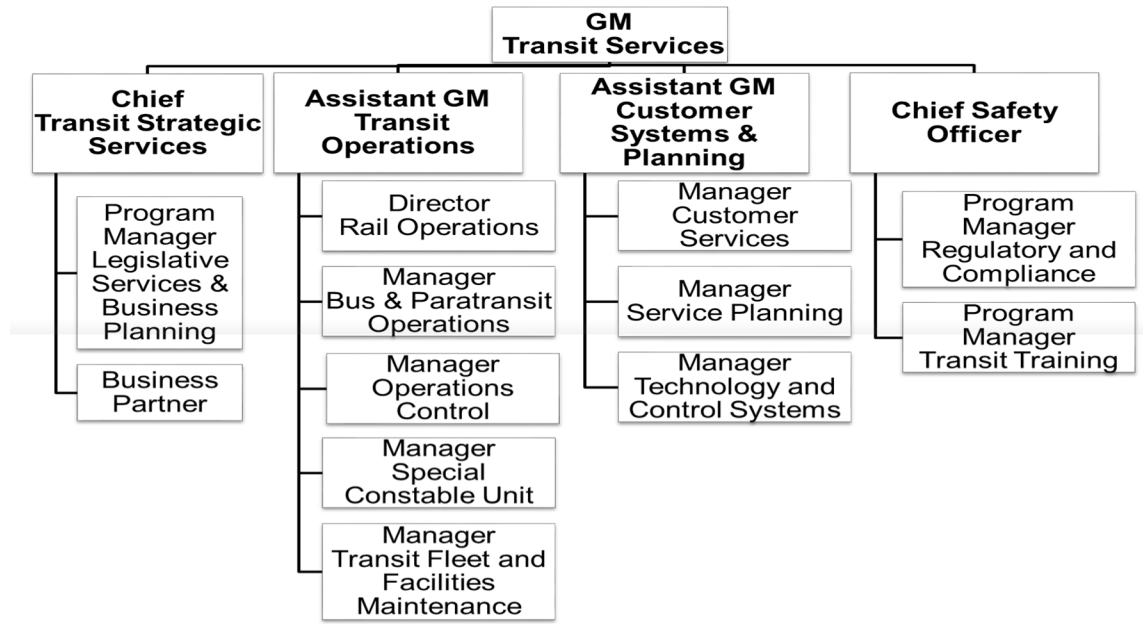 GM
Transit Services
Chief
Transit Strategic
Services
Program
Manager
Legislative
Services &
Business
Planning
Business
Partner
Assistant GM
Transit
Operations
Director
Rail Operations
Manager
Bus & Paratransit
Operations
Manager
Operations
Control
Manager
Special
Constable Unit
Manager
Transit Fleet and
Facilities
Maintenance
Assistant GM
Customer
Systems &
Planning
Manager
Customer
Services
Manager
Service Planning
Manager
Technology and
Control Systems
Chief Safety
Officer
Program
Manager
Regulatory and
Compliance
Program
Manager
Transit Training